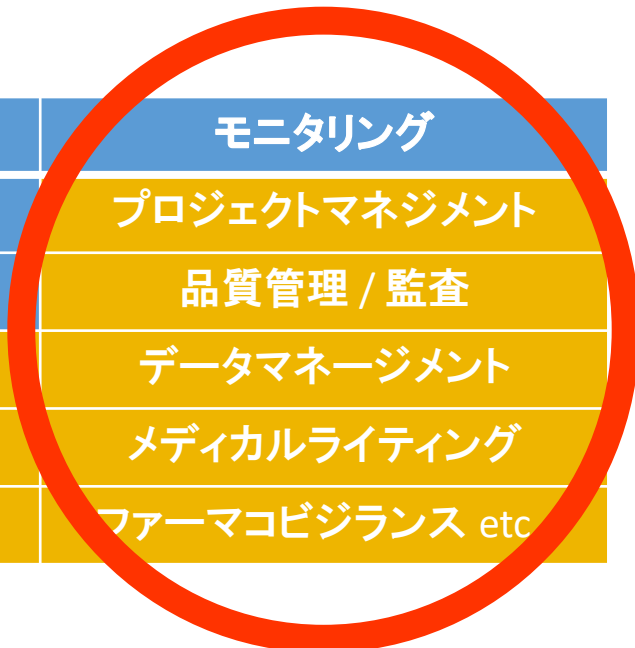 モニタリング
プロジェクトマネジメント
品質管理 / 監査
データマネージメント
メディカルライティング
ファーマコビジランス etc